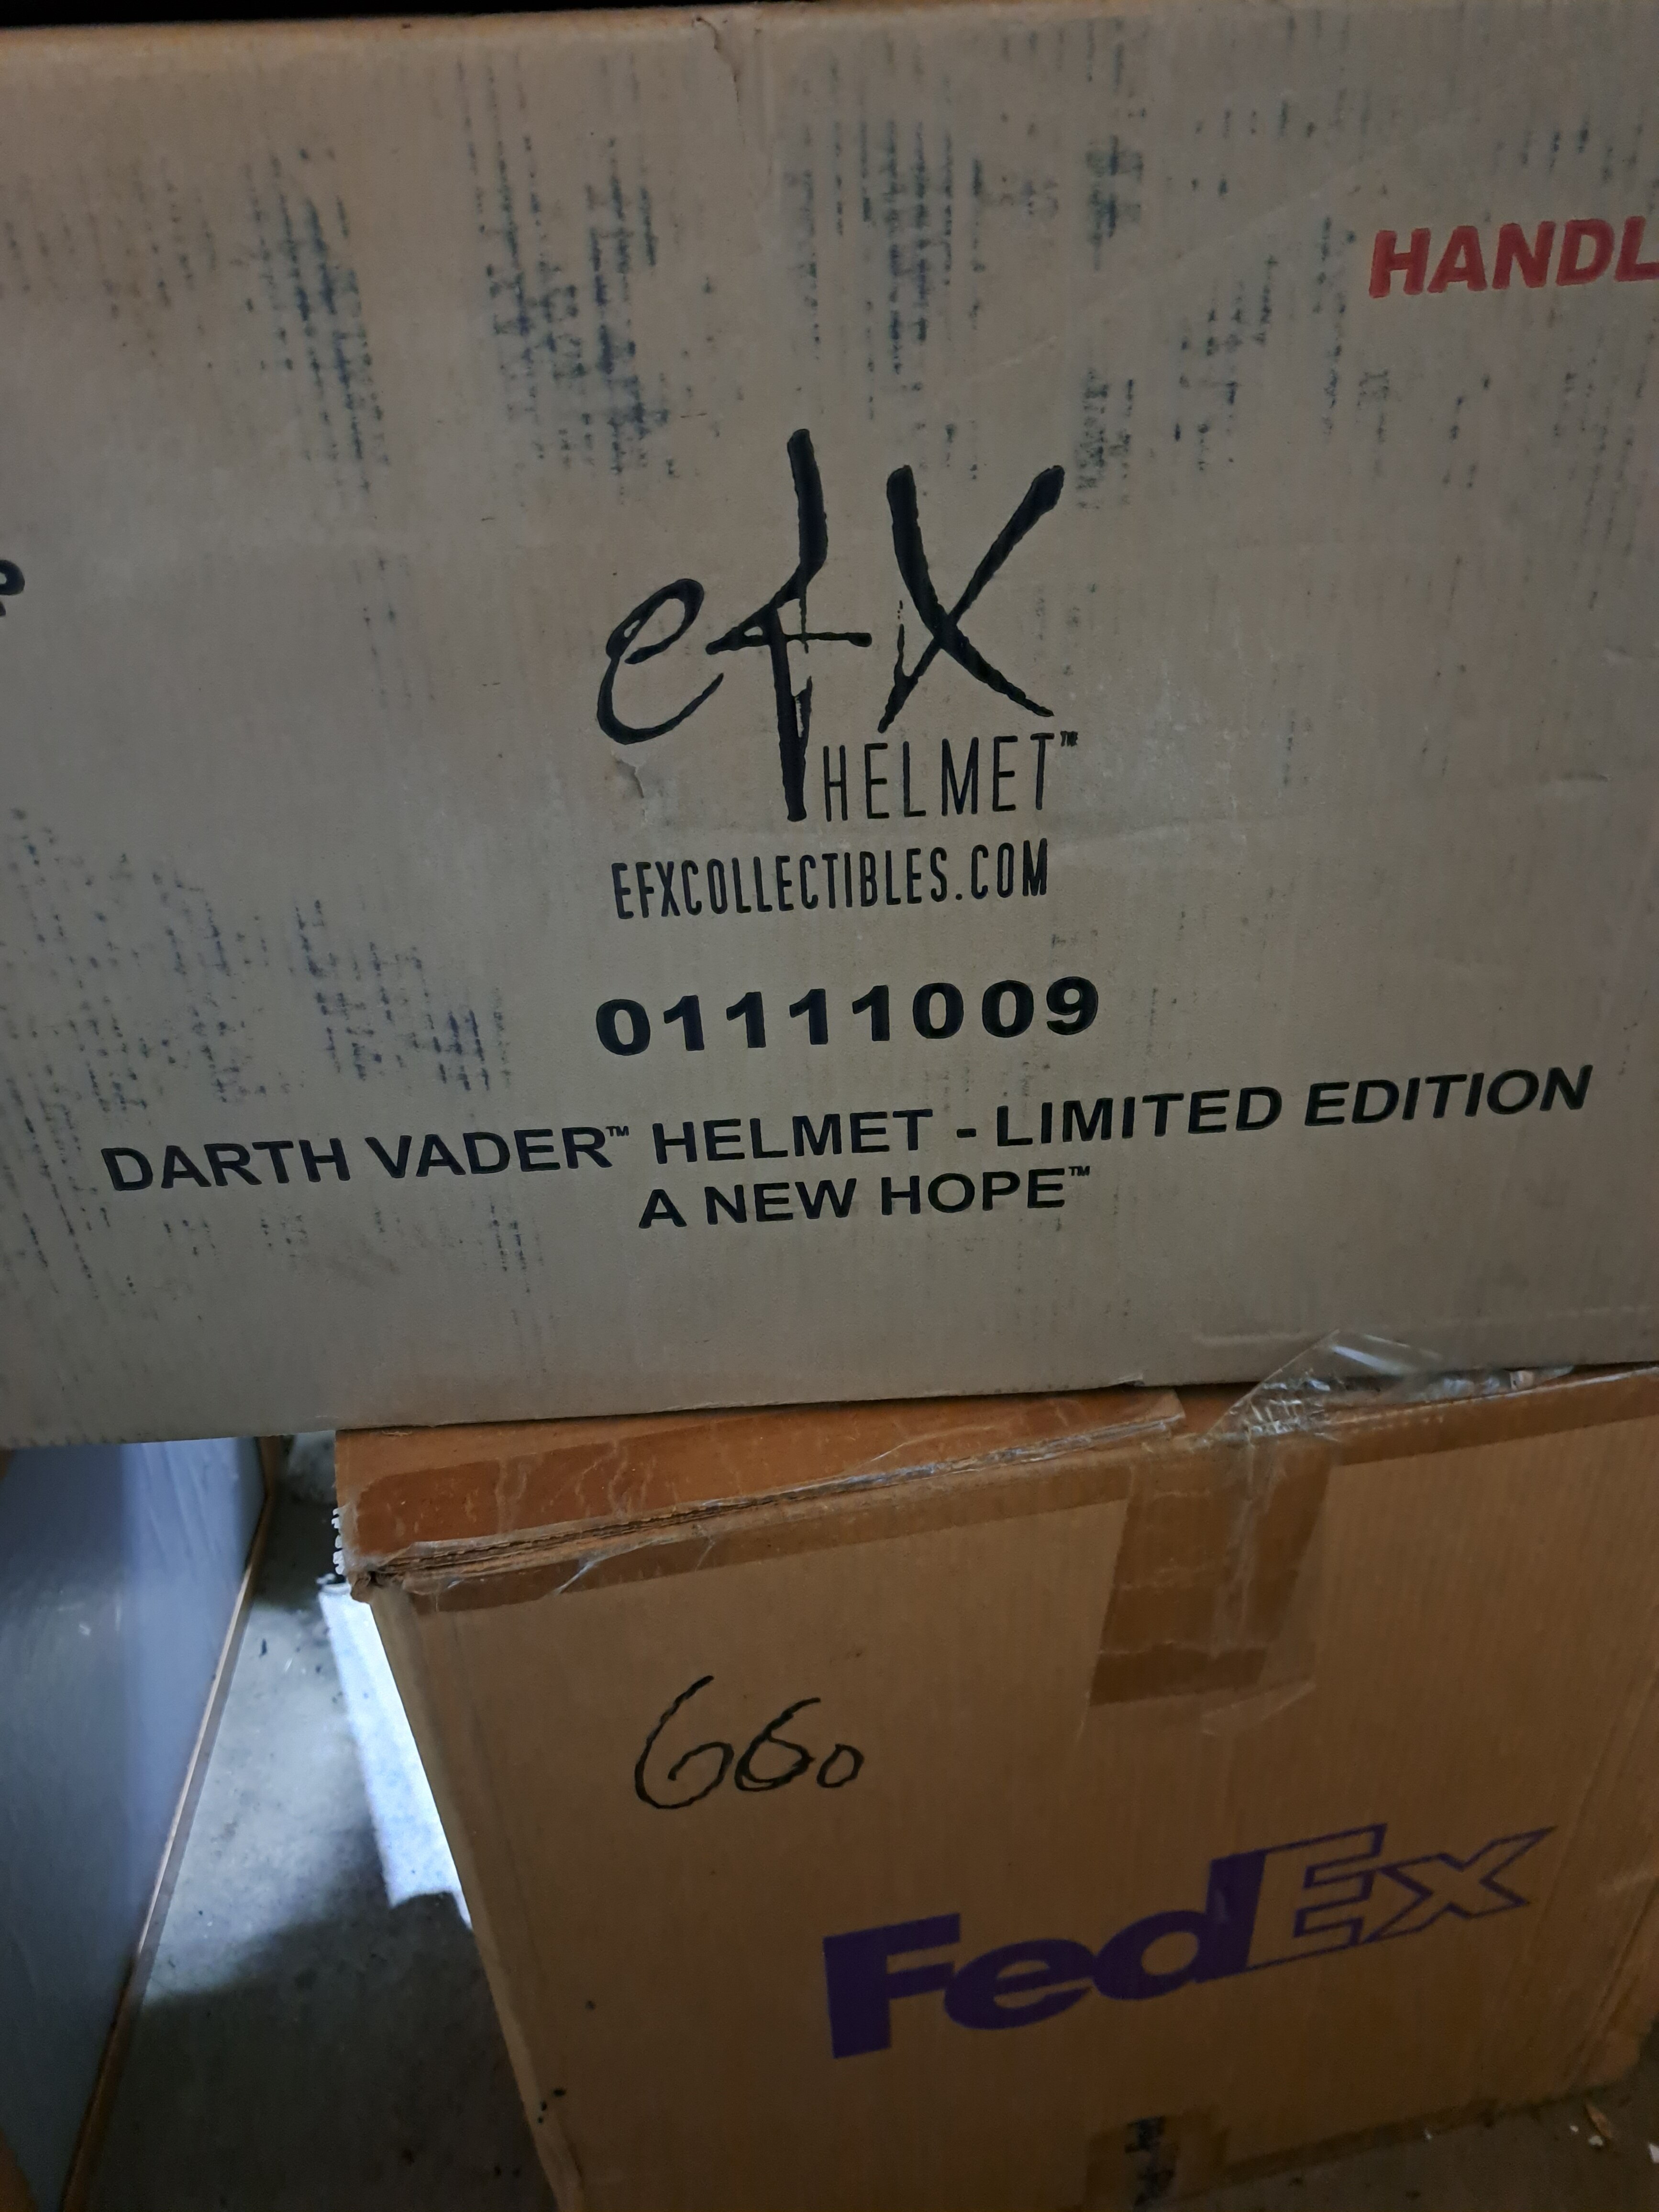 HANDL
P
efx
HELMET™
EFXCOLLECTIBLES.COM
01111009
DARTH VADER™ HELMET - LIMITED EDITION
A NEW HOPE™
660
FedEx